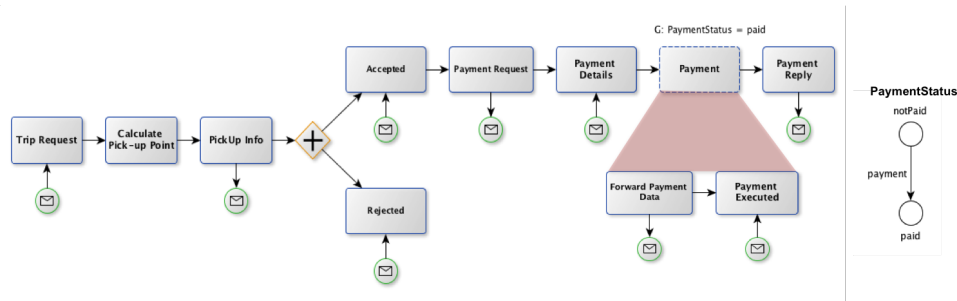 G: PaymentStatus = paid
Accepted
Payment Request
Payment
Details
Payment
Payment
Reply
PaymentStatus
notPaid
Trip Request
Calculate
Pick-up Point
PickUp Info
payment
Rejected
Forward Payment
Data
Payment
Executed
paid